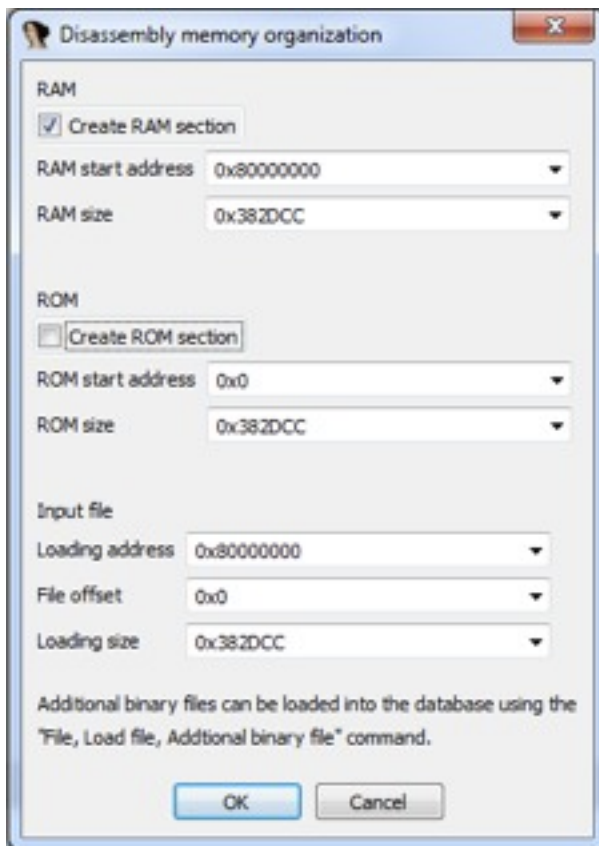 Disassembly memory organization
RAM
Create RAM section
RAM start address 0x80000000
RAM size 0x382DCC
ROM
Create ROM section
ROM start address 0x0
ROM size 0x382DCC
Input file
Loading address 0x80000000
File offset 0x0
Loading size 0x382DCC
Additional binary files can be loaded into the database using the
"File, Load file, Addtional binary file" command.
OK Cancel